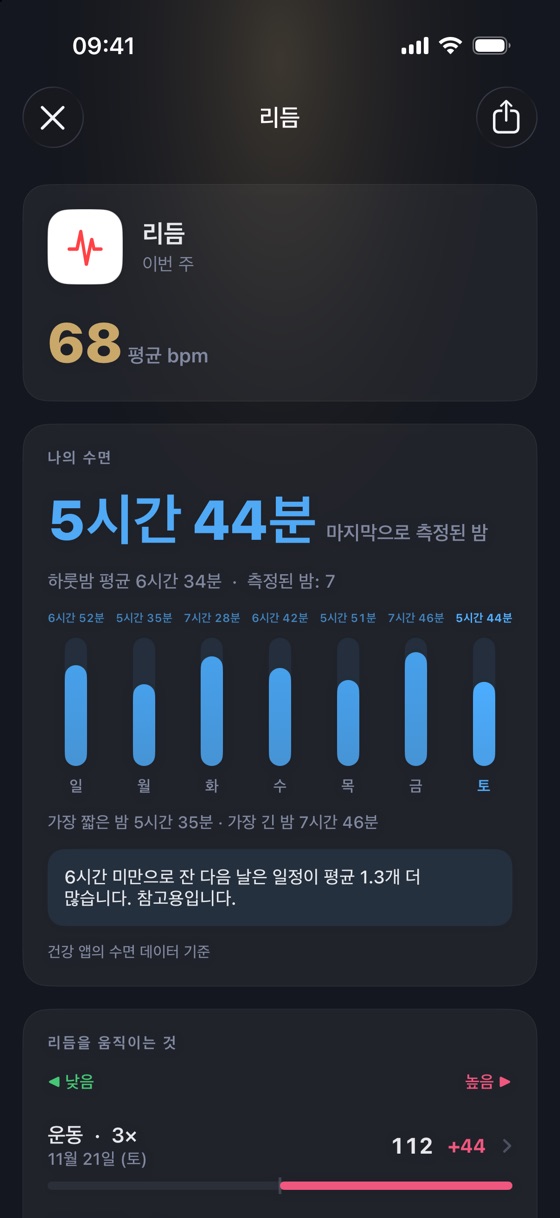 09:41
리듬
리듬
이번 주
68 평균 bpm
나의 수면
5시간 44분 마지막으로 측정된 밤
하룻밤 평균 6시간 34분 · 측정된 밤: 7
6시간 52분 5시간 35분 7시간 28분 6시간 42분 5시간 51분 7시간 46분 5시간 44분
일 월 화 수 목 금 토
가장 짧은 밤 5시간 35분 · 가장 긴 밤 7시간 46분
6시간 미만으로 잔 다음 날은 일정이 평균 1.3개 더
많습니다. 참고용입니다.
건강 앱의 수면 데이터 기준
리듬을 움직이는 것
◀ 낮음 높음 ▶
운동 · 3×
112 +44
11월 21일 (토)